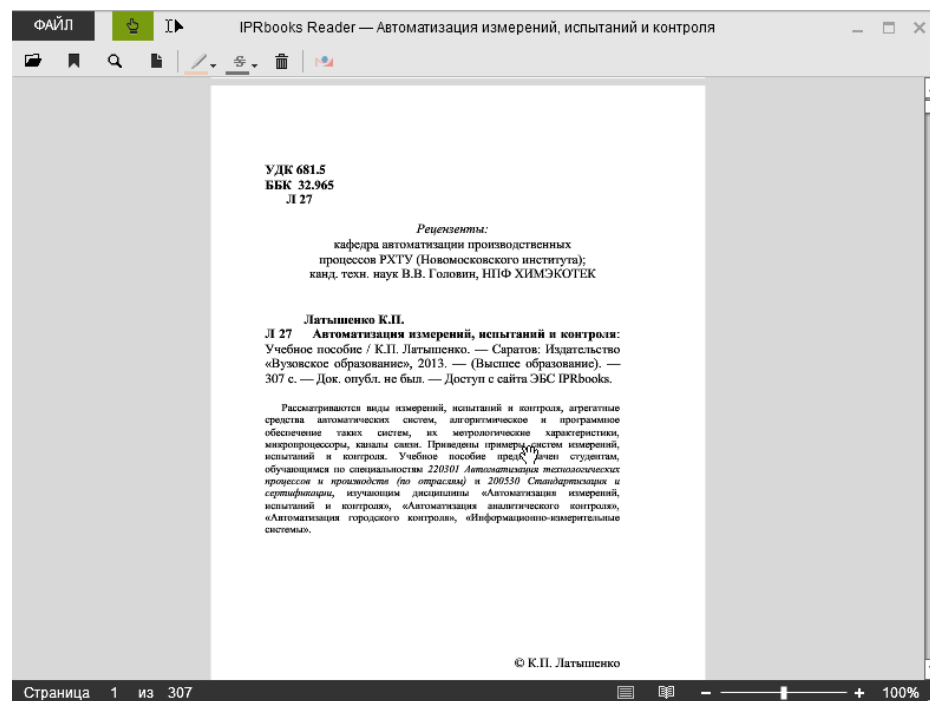 ФАЙЛ
IPRbooks Reader — Автоматизация измерений, испытаний и контроля
УДК 681.5
ББК 32.965
Л 27
Рецензенты:
кафедра автоматизации производственных
процессов РХТУ (Новомосковского института);
канд. техн. наук В.В. Головин, НПФ ХИМЭКОТЕК
Латышенко К.П.
Л 27 Автоматизация измерений, испытаний и контроля:
Учебное пособие / К.П. Латышенко. — Саратов: Издательство
«Вузовское образование», 2013. — (Высшее образование). —
307 с. — Док. опубл. не был. — Доступ с сайта ЭБС IPRbooks.
Рассматриваются виды измерений, испытаний и контроля, агрегатные
средства автоматических систем, алгоритмическое и программное
обеспечение таких систем, их метрологические характеристики,
микропроцессоры, каналы связи. Приведены примеры систем измерений,
испытаний и контроля. Учебное пособие студентам,
обучающимся по специальностям 220301 Автоматизация технологических
процессов и производств (по отраслям) и 200530 Стандартизация и
сертификации, изучающим дисциплины «Автоматизация измерений,
испытаний и контроля», «Автоматизация аналитического контроля»,
«Автоматизация городского контроля», «Информационно-измерительные
системы».
© К.П. Латышенко
Страница 1 из 307
100%